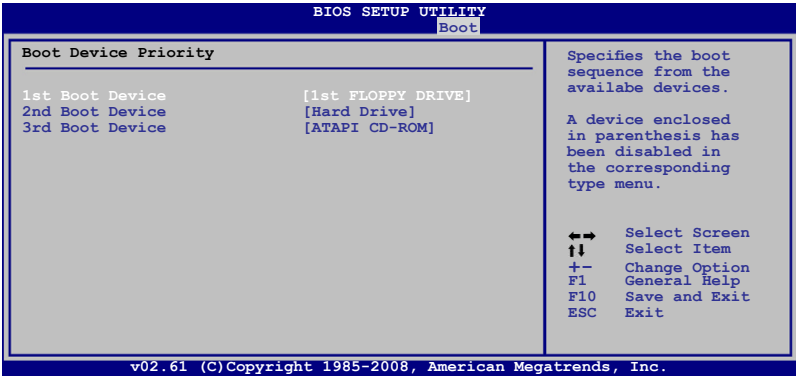 BIOS SETUP UTILITY
Boot
Boot Device Priority
1st Boot Device [1st FLOPPY DRIVE]
2nd Boot Device [Hard Drive]
3rd Boot Device [ATAPI CD-ROM]
Specifies the boot
sequence from the
availabe devices.
A device enclosed
in parenthesis has
been disabled in
the corresponding
type menu.
←→ Select Screen
↑↓ Select Item
+- Change Option
F1 General Help
F10 Save and Exit
ESC Exit
v02.61 (C)Copyright 1985-2008, American Megatrends, Inc.